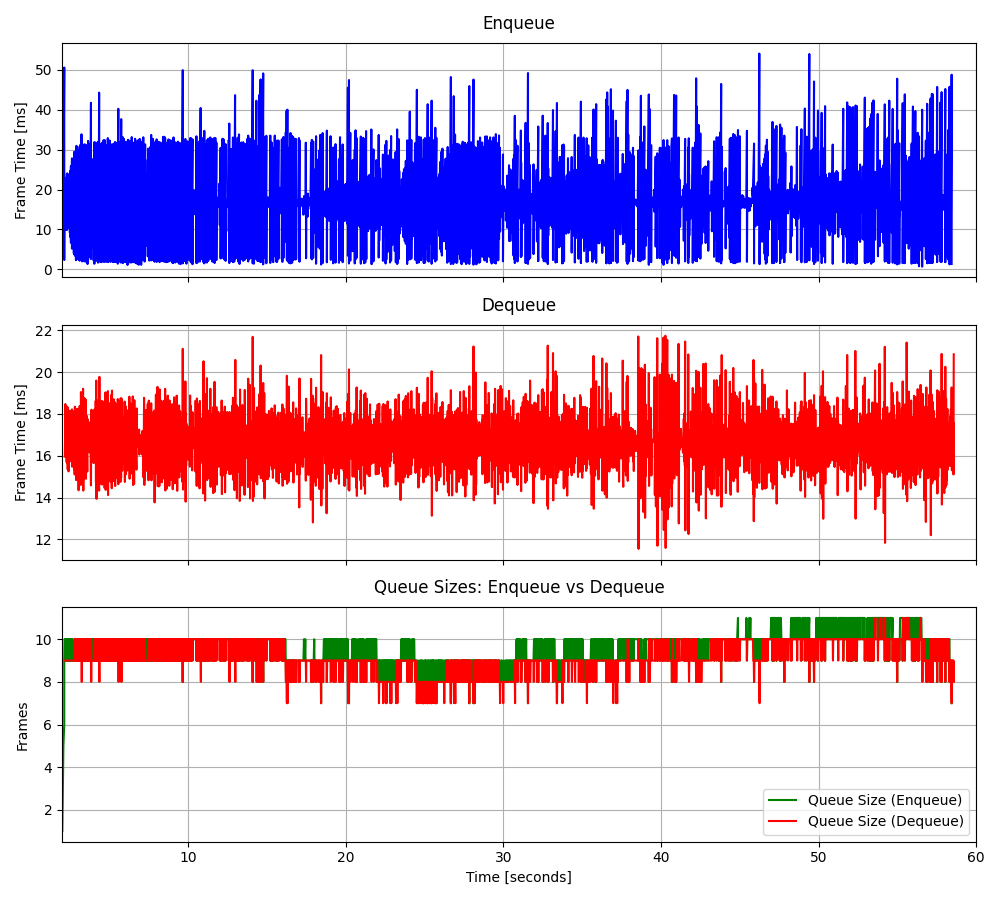 Enqueue
Frame Time [ms]
50
40
30
20
10
0
Dequeue
Frame Time [ms]
22
20
18
16
14
12
Queue Sizes: Enqueue vs Dequeue
Frames
10
8
6
4
2
Queue Size (Enqueue)
Queue Size (Dequeue)
10 20 30 40 50 60
Time [seconds]